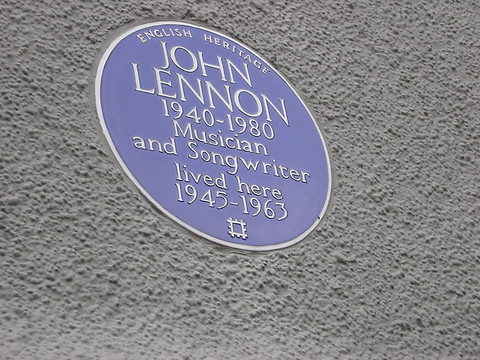 ENGLISH HERITAGE
JOHN
LENNON
1940-1980
Musician
and Songwriter
lived here
1945-1963